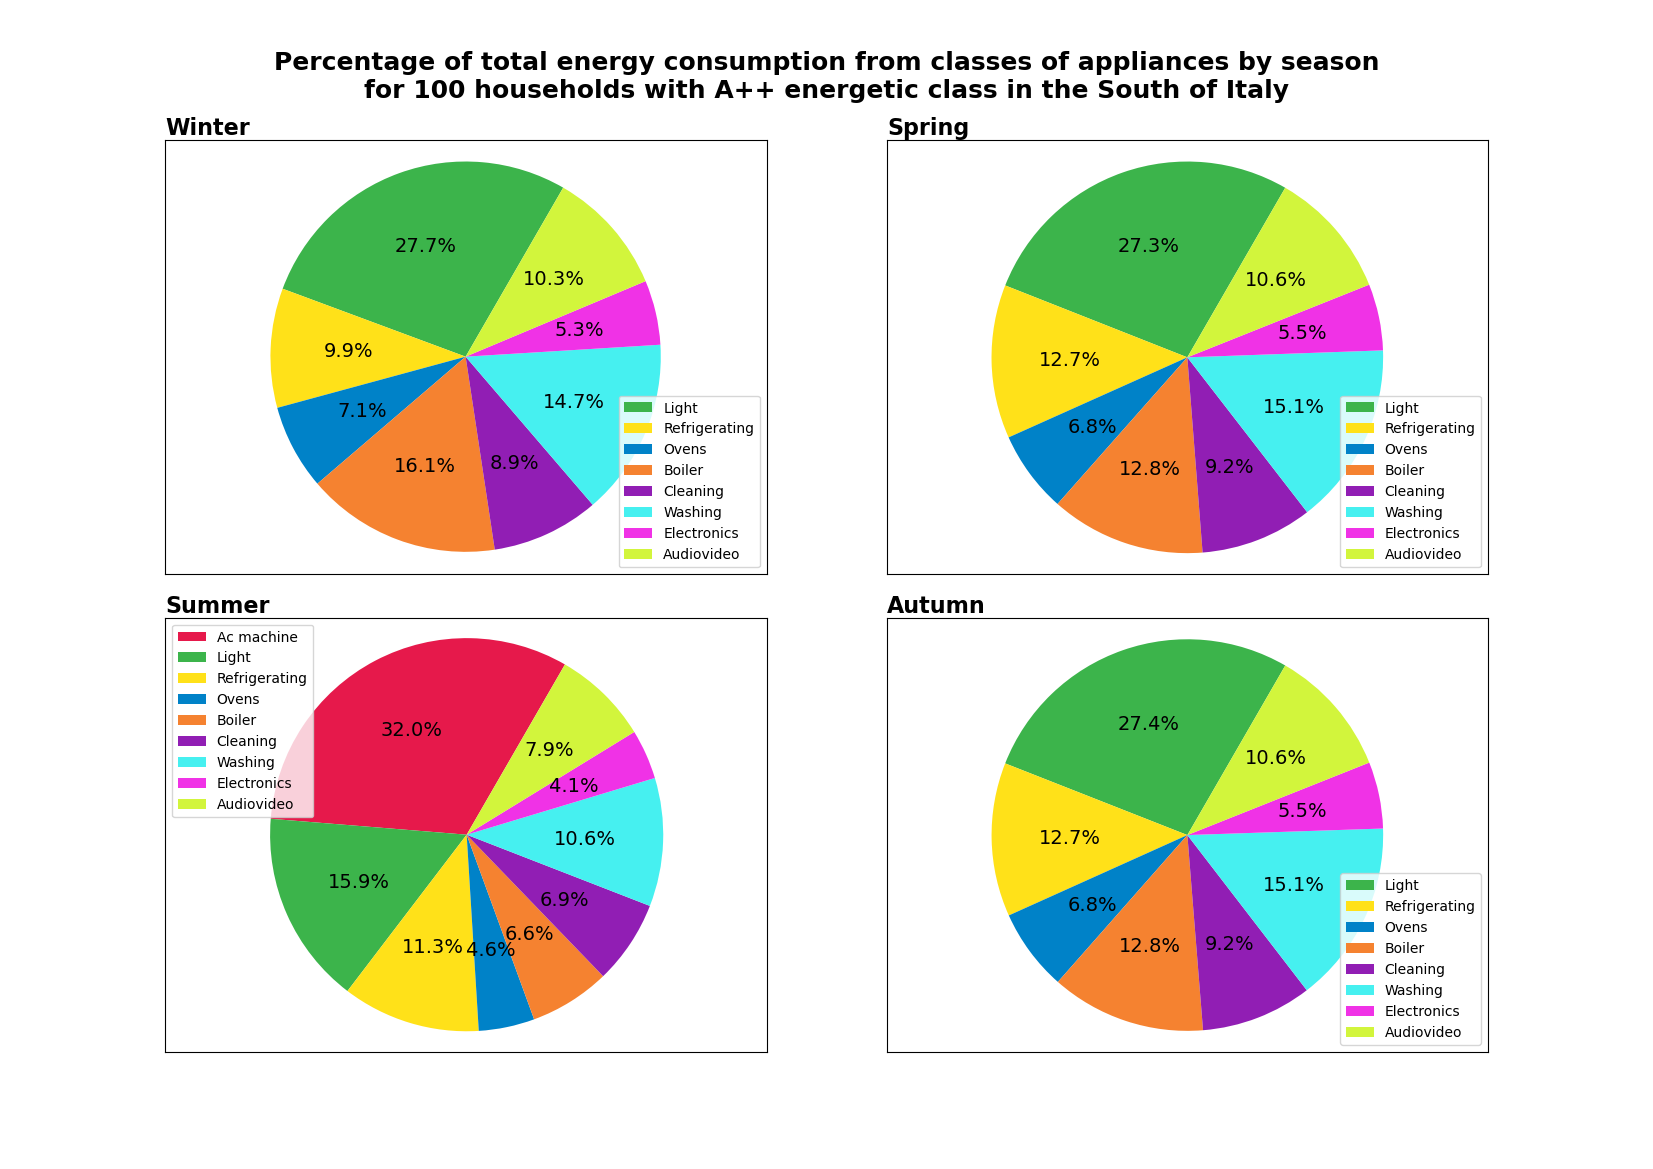 Percentage of total energy consumption from classes of appliances by season
for 100 households with A++ energetic class in the South of Italy
Winter
27.7%
10.3%
5.3%
9.9%
14.7%
7.1%
16.1%
8.9%
Light
Refrigerating
Ovens
Boiler
Cleaning
Washing
Electronics
Audiovideo
Spring
27.3%
10.6%
5.5%
12.7%
15.1%
6.8%
12.8%
9.2%
Light
Refrigerating
Ovens
Boiler
Cleaning
Washing
Electronics
Audiovideo
Summer
Ac machine
Light
Refrigerating
Ovens
Boiler
Cleaning
Washing
Electronics
Audiovideo
32.0%
7.9%
4.1%
10.6%
15.9%
6.9%
6.6%
11.3%
4.6%
Autumn
27.4%
10.6%
5.5%
12.7%
15.1%
6.8%
12.8%
9.2%
Light
Refrigerating
Ovens
Boiler
Cleaning
Washing
Electronics
Audiovideo